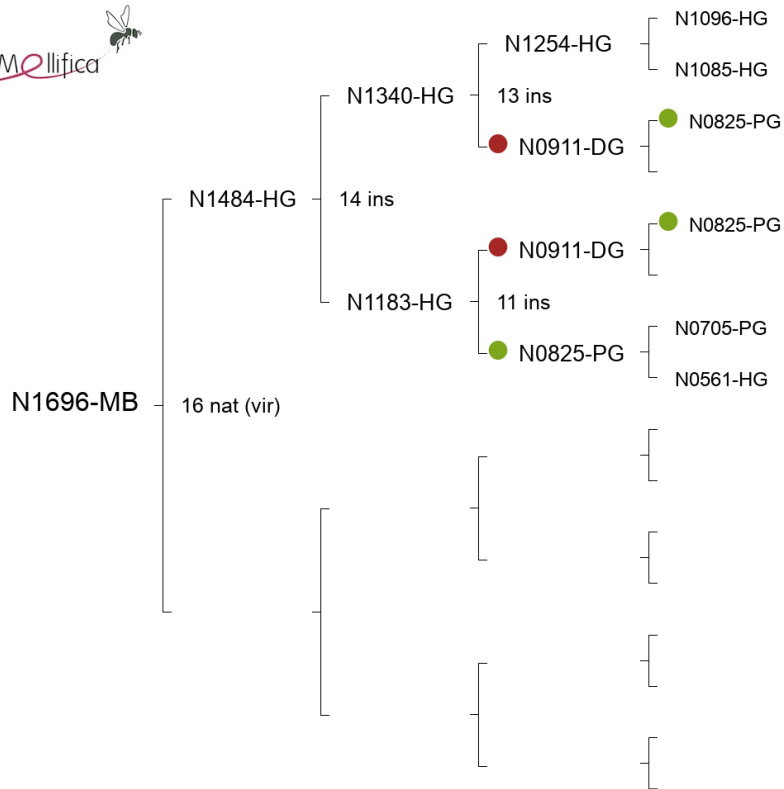 Mellifica
N1096-HG
N1254-HG
N1085-HG
N1340-HG
13 ins
N0825-PG
N0911-DG
N1484-HG
14 ins
N0825-PG
N0911-DG
N1183-HG
11 ins
N0705-PG
N0825-PG
N0561-HG
N1696-MB
16 nat (vir)